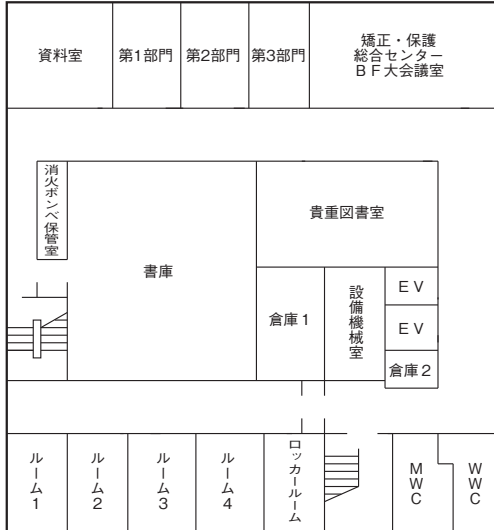 資料室
第1部門
第2部門
第3部門
矯正・保護
総合センター
BF大会議室
消火ボンベ保管室
書庫
貴重図書室
倉庫1
設備機械室
EV
EV
倉庫2
ルーム1
ルーム2
ルーム3
ルーム4
ロッカールーム
MWC
WWC